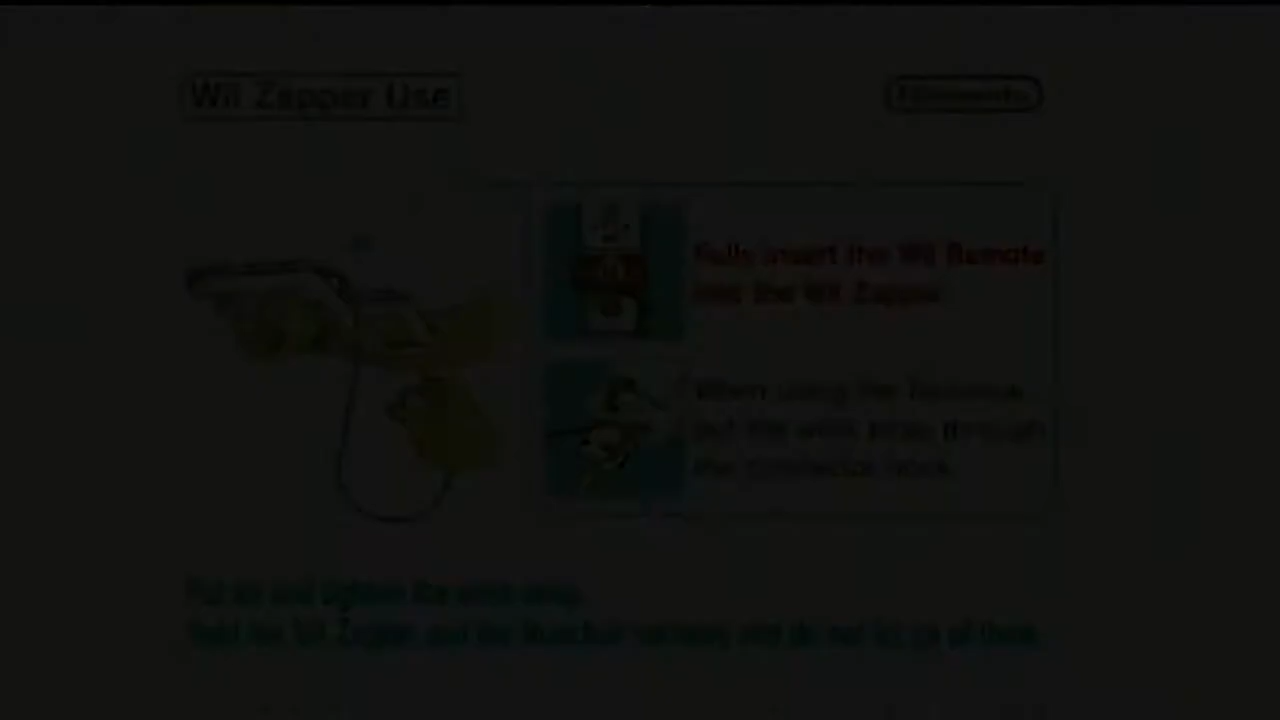 Wii Zapper Use
Fully insert the Wii Remote
into the Wii Zapper.
When using the Nunchuk,
put the wrist strap through
the connector hook.
Put on and tighten the wrist strap.
Hold the Wii Zapper and the Nunchuk securely and do not let go of them.